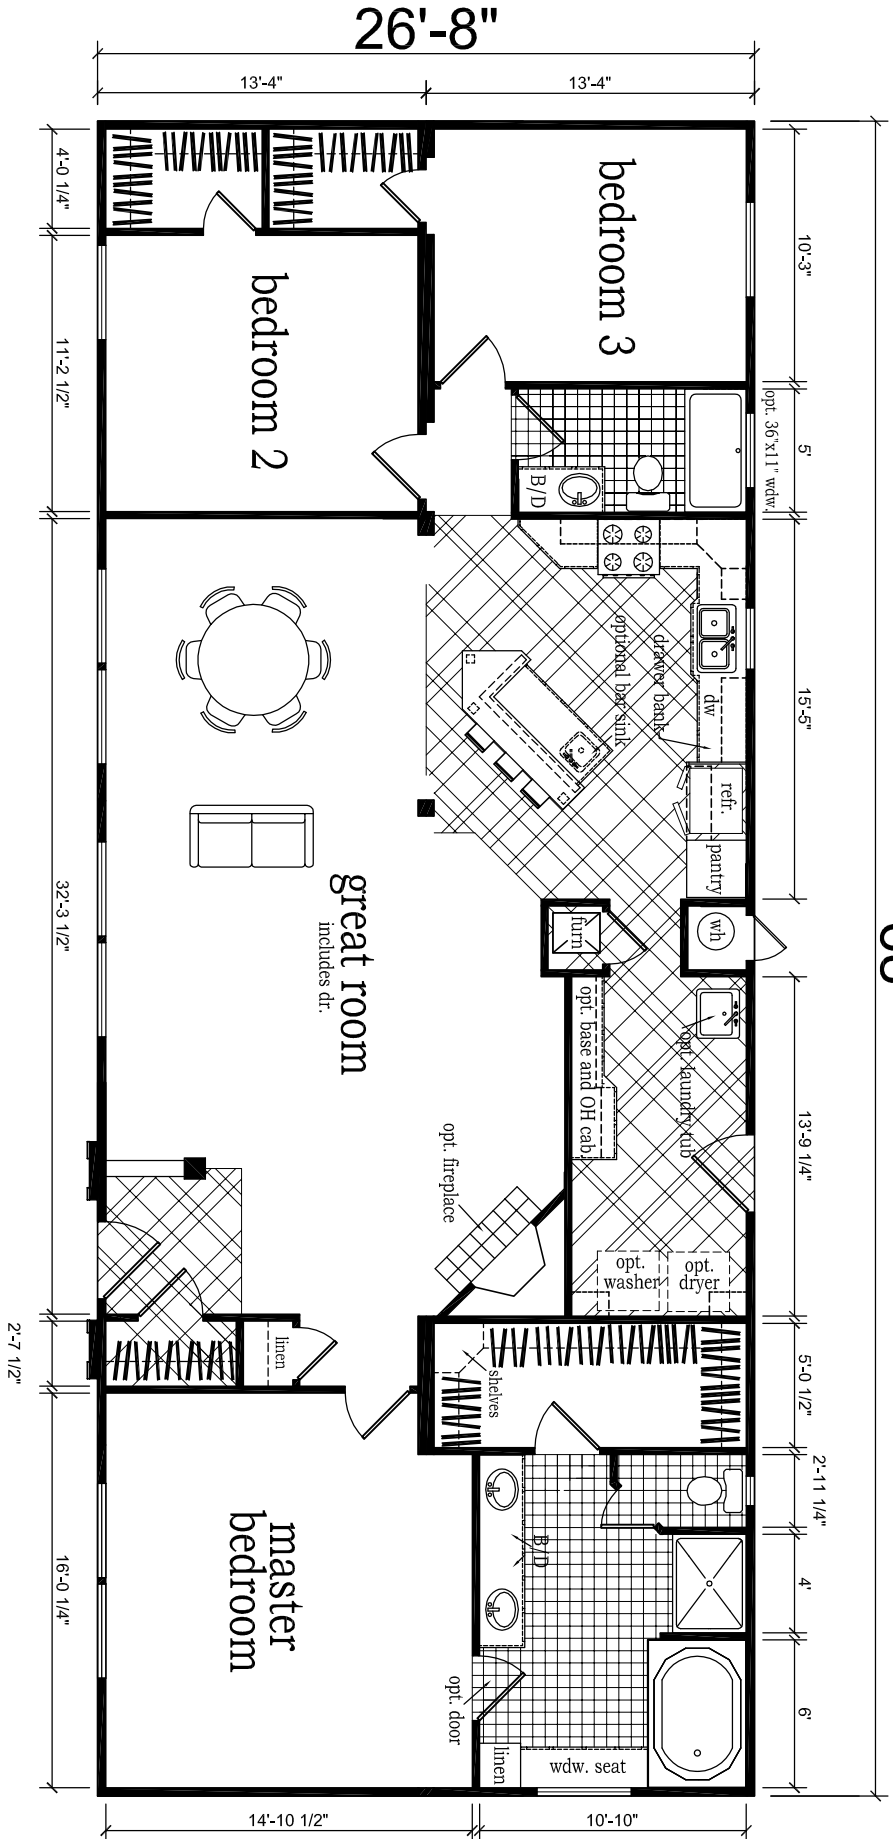 26'-8"
13'-4"
13'-4"
4'-0 1/4"
10'-3"
bedroom 3
bedroom 2
11'-2 1/2"
5'
opt. 36"x11" wdw.
B/D
optional bar sink
drawer bank
dw
15'-5"
refr.
pantry
great room
includes dr.
32'-3 1/2"
furn
wh
opt. base and OH cab.
opt. laundry tub
13'-9 1/4"
opt. fireplace
opt.
washer
opt.
dryer
2'-7 1/2"
linen
shelves
5'-0 1/2"
2'-11 1/4"
master
bedroom
16'-0 1/4"
B/D
4'
opt. door
6'
linen
wdw. seat
14'-10 1/2"
10'-10"